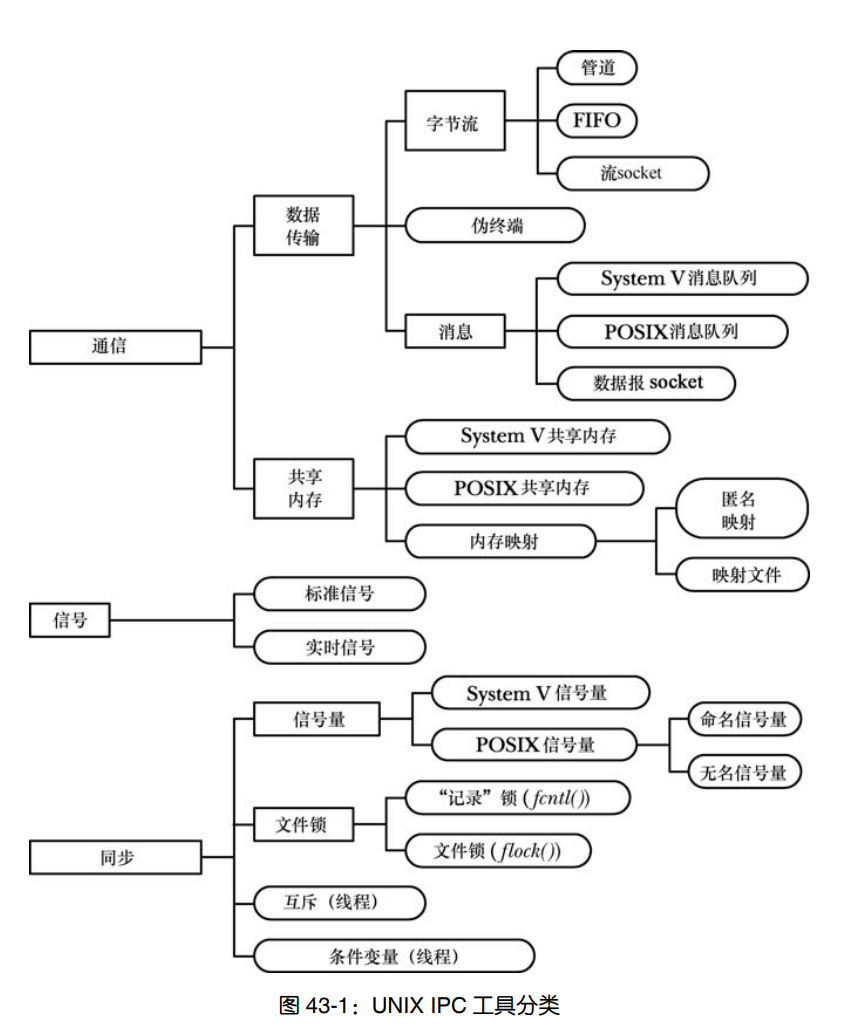 管道
字节流
FIFO
流socket
数据
传输
伪终端
System V消息队列
消息
POSIX消息队列
数据报 socket
通信
System V共享内存
共享
内存
POSIX共享内存
内存映射
匿名
映射
映射文件
标准信号
信号
实时信号
System V信号量
信号量
POSIX信号量
命名信号量
无名信号量
“记录”锁 (fcntl())
文件锁
文件锁 (flock())
同步
互斥（线程）
条件变量（线程）
图 43-1：UNIX IPC 工具分类